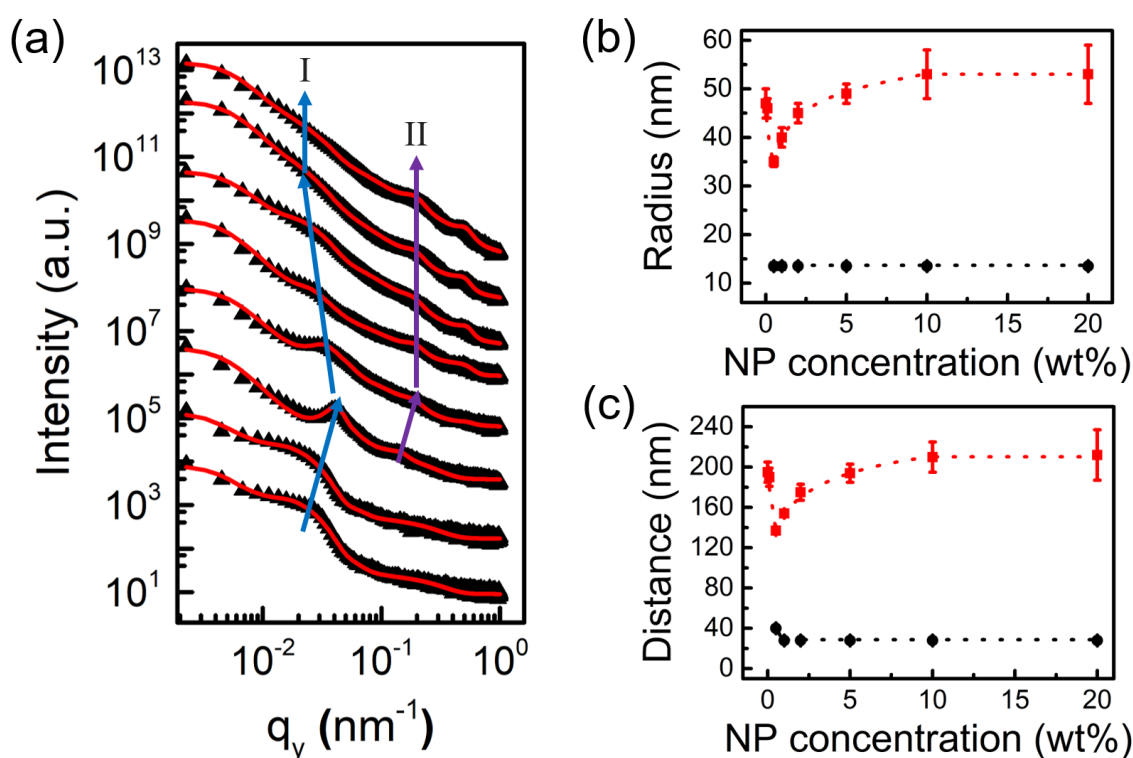 (a)
I
II
10^13
10^11
10^9
10^7
10^5
10^3
10^1
Intensity (a.u.)
10^-2 10^-1 10^0
q_y (nm^-1)
(b)
60
50
40
30
20
10
Radius (nm)
0 5 10 15 20
NP concentration (wt%)
(c)
240
200
160
120
80
40
0
Distance (nm)
0 5 10 15 20
NP concentration (wt%)